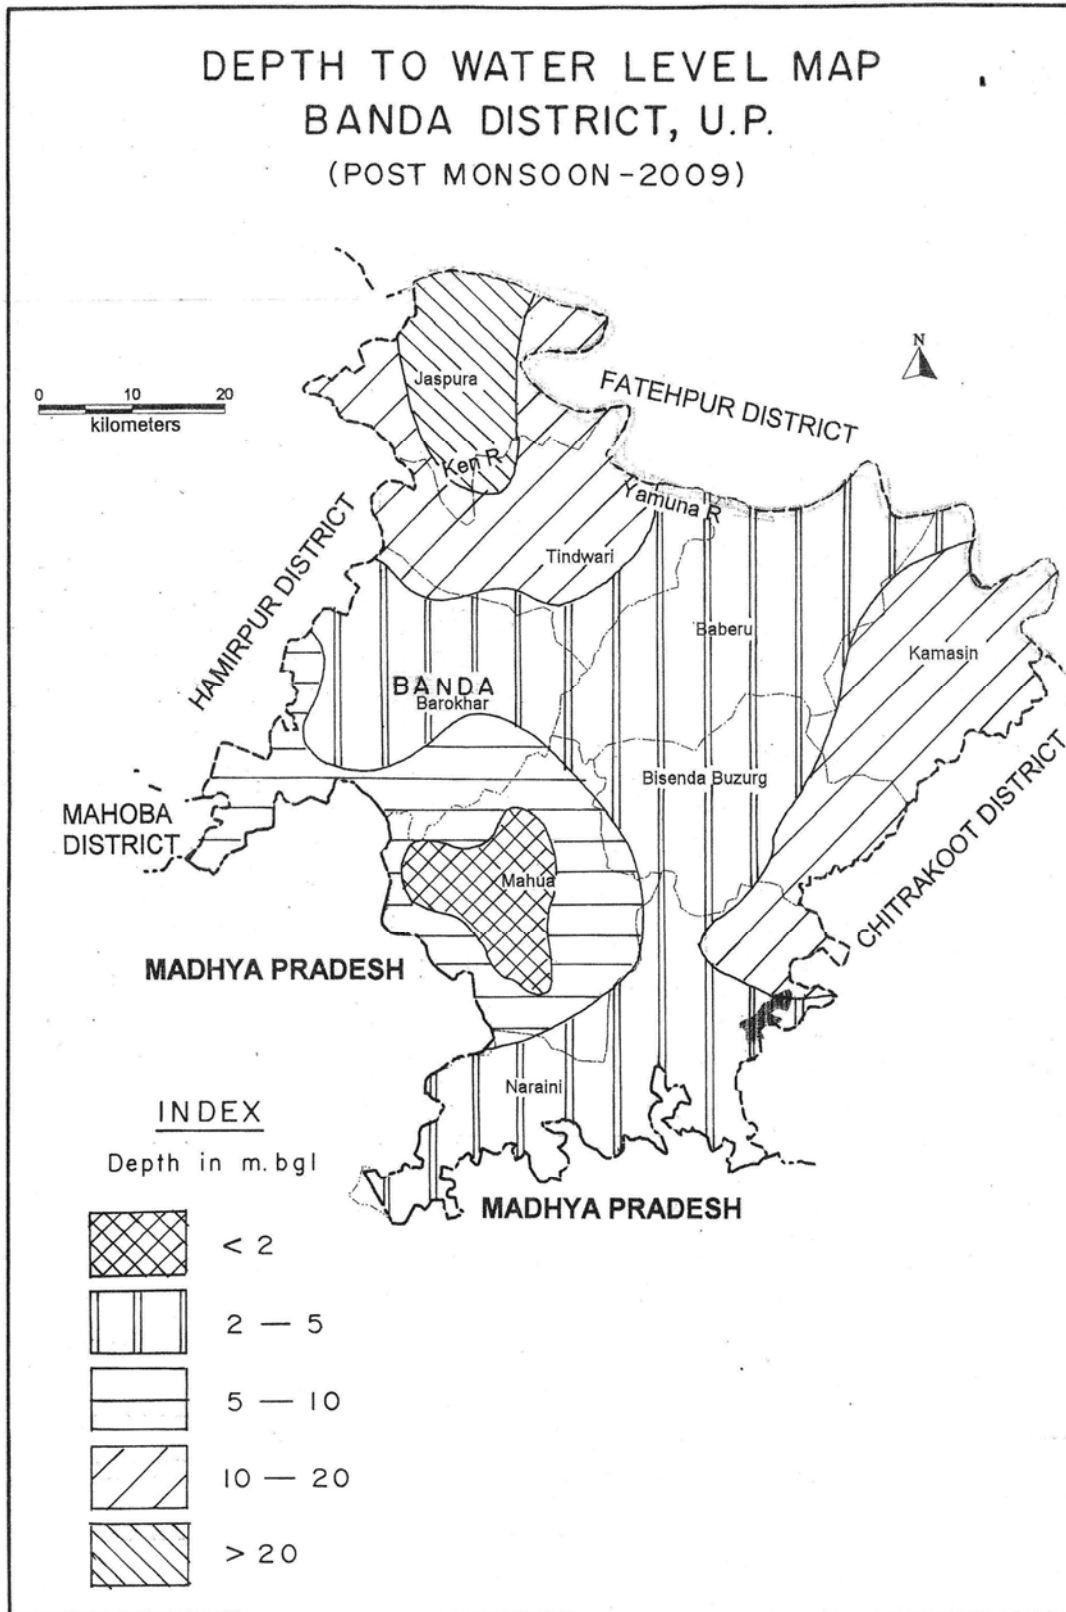 DEPTH TO WATER LEVEL MAP
BANDA DISTRICT, U.P.
(POST MONSOON-2009)
N
0 10 20
kilometers
Jaspura
FATEHPUR DISTRICT
Ken R
Yamuna R
HAMIRPUR DISTRICT
Tindwari
Baberu
Kamasin
BANDA
Barokhar
Bisenda Buzurg
MAHOBA
DISTRICT
Mahua
CHITRAKOOT DISTRICT
MADHYA PRADESH
Naraini
MADHYA PRADESH
INDEX
Depth in m.bgl
< 2
2 — 5
5 — 10
10 — 20
> 20